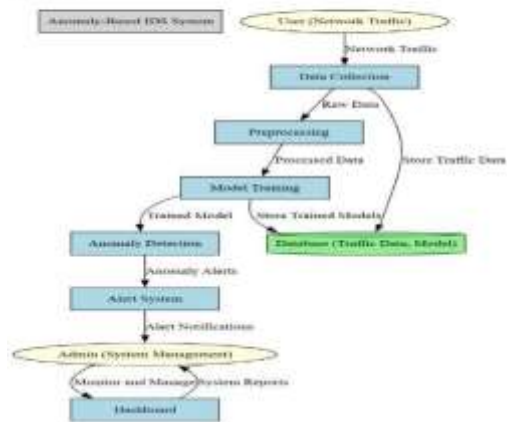 Anomaly-Based IDS System
User (Network Traffic)
Network Traffic
Data Collection
Raw Data
Preprocessing
Processed Data
Store Traffic Data
Model Training
Trained Model
Store Trained Models
Anomaly Detection
Database (Traffic Data, Model)
Anomaly Alerts
Alert System
Alert Notifications
Admin (System Management)
Monitor and Manage
System Reports
Dashboard